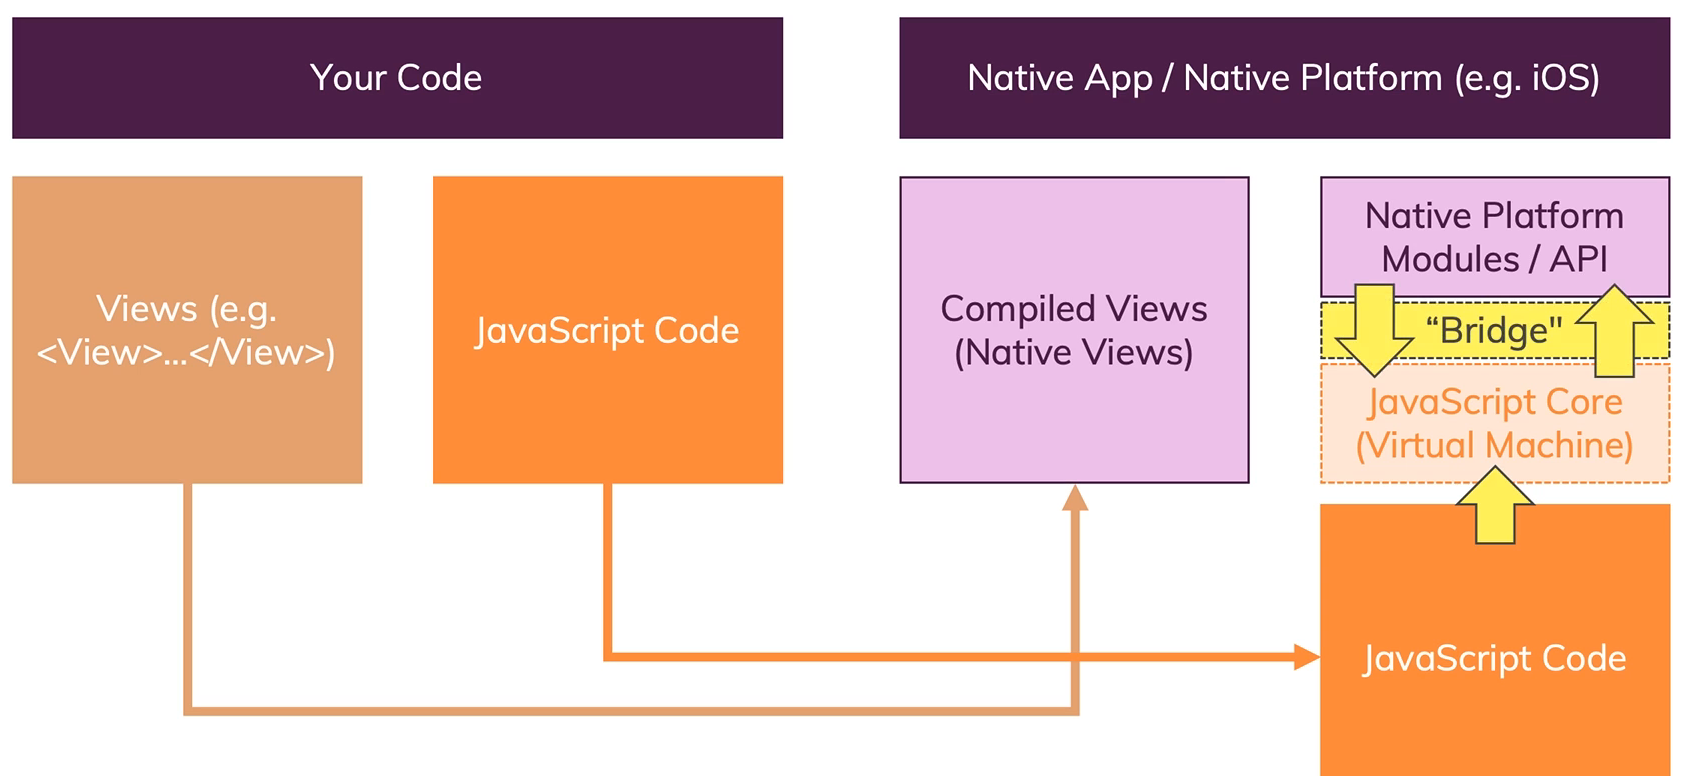 Your Code
Native App / Native Platform (e.g. iOS)
Views (e.g.
<View>...</View>)
JavaScript Code
Compiled Views
(Native Views)
Native Platform
Modules / API
“Bridge"
JavaScript Core
(Virtual Machine)
JavaScript Code